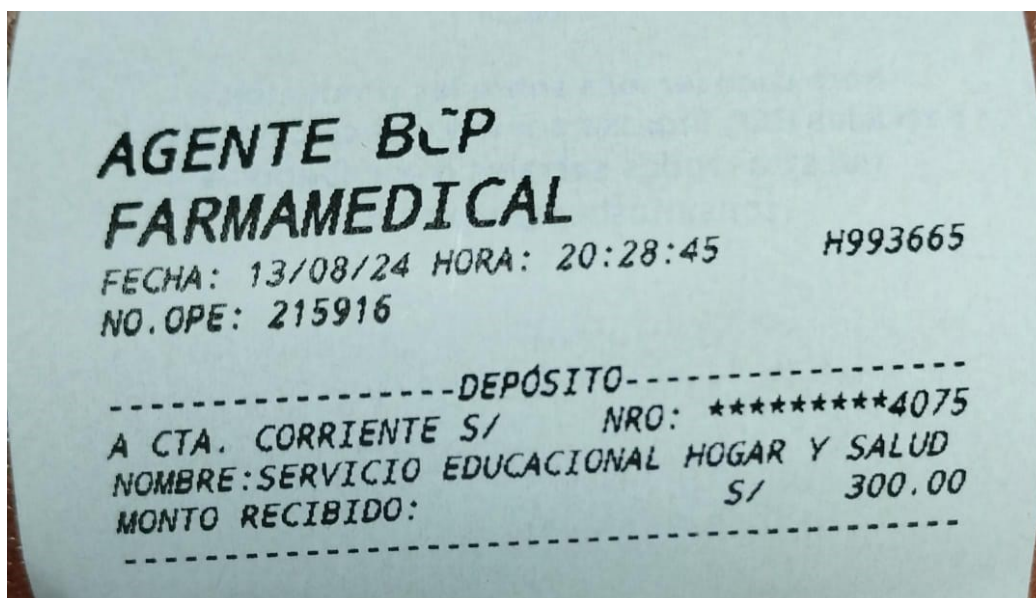 AGENTE BCP
FARMAMEDICAL
FECHA: 13/08/24 HORA: 20:28:45 H993665
NO.OPE: 215916
-----------------DEPÓSITO-----------------
A CTA. CORRIENTE S/ NRO: *********4075
NOMBRE:SERVICIO EDUCACIONAL HOGAR Y SALUD
MONTO RECIBIDO: S/ 300.00
------------------------------------------